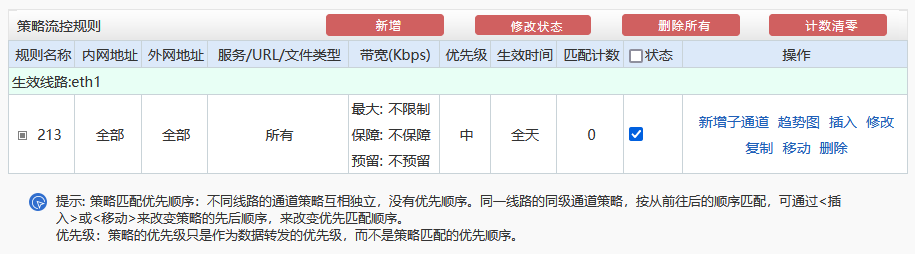 策略流控规则 新增 修改状态 删除所有 计数清零
规则名称 内网地址 外网地址 服务/URL/文件类型 带宽(Kbps) 优先级 生效时间 匹配计数 状态 操作
生效线路:eth1
213 全部 全部 所有 最大: 不限制 中 全天 0 新增子通道 趋势图 插入 修改
保障: 不保障
预留: 不预留 复制 移动 删除
提示: 策略匹配优先顺序：不同线路的通道策略互相独立，没有优先顺序。同一线路的同级通道策略，按从前往后的顺序匹配，可通过<插
入>或<移动>来改变策略的先后顺序，来改变优先匹配顺序。
优先级：策略的优先级只是作为数据转发的优先级，而不是策略匹配的优先顺序。